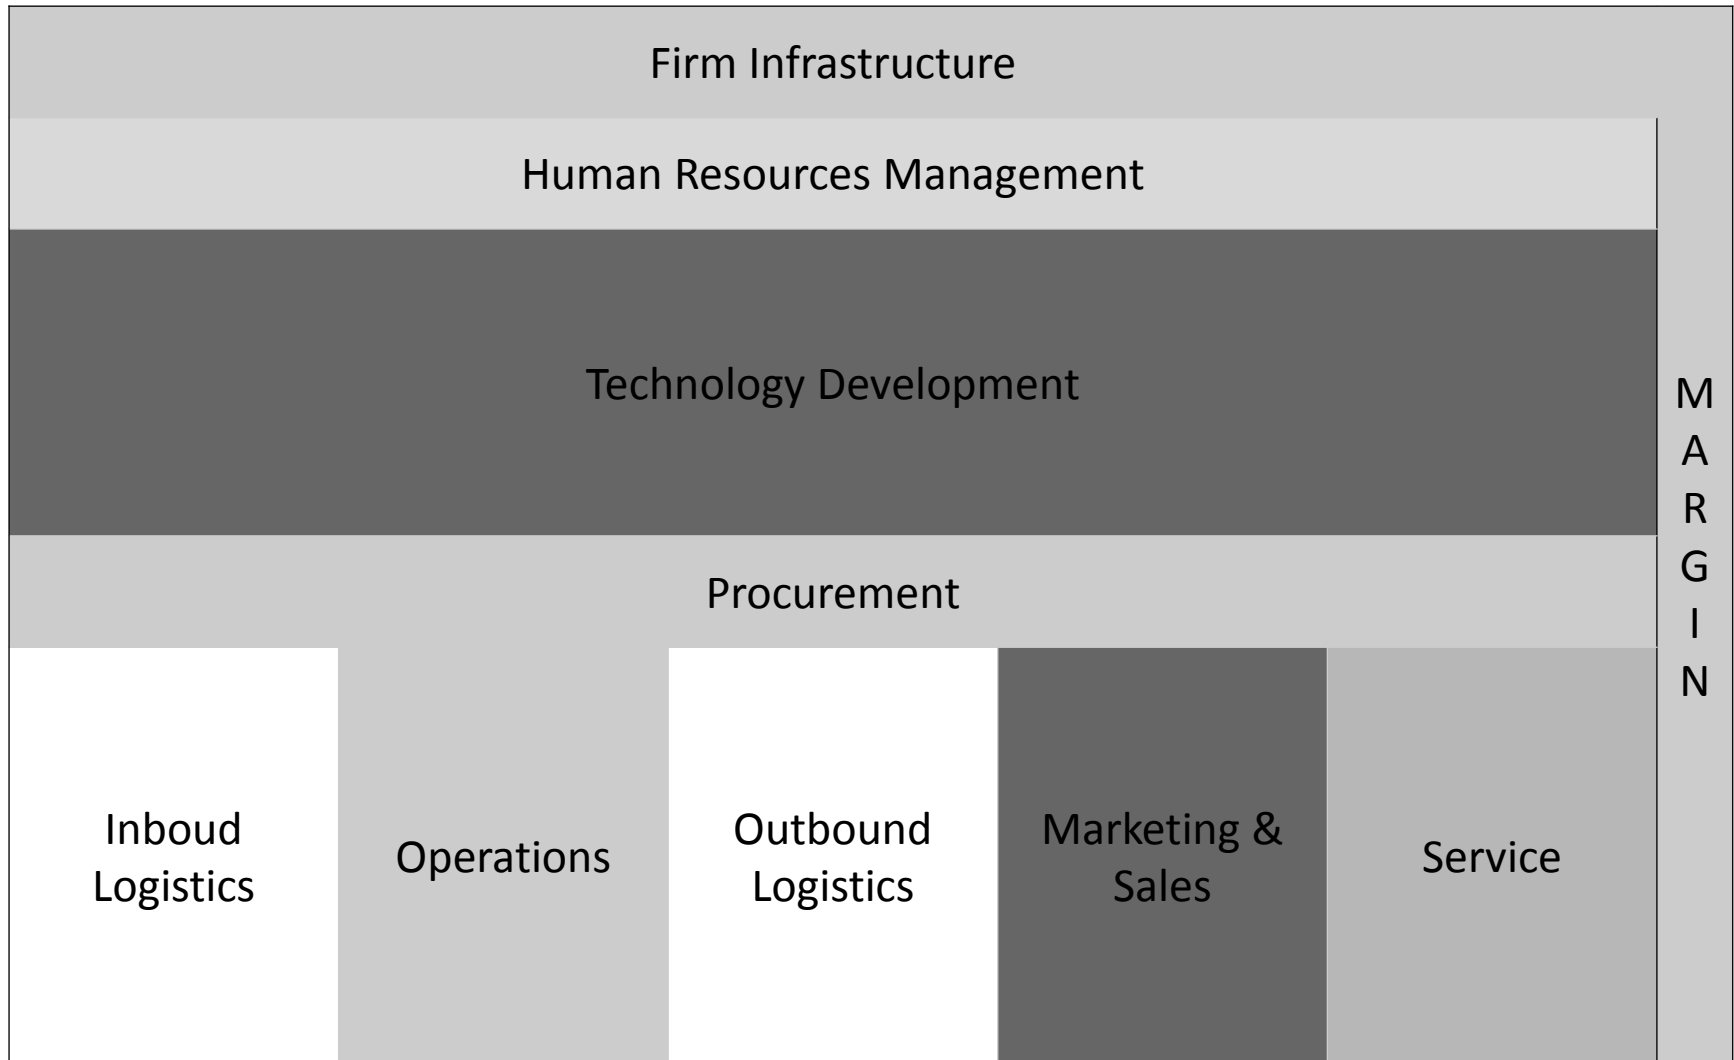 Firm Infrastructure
Human Resources Management
Technology Development
Procurement
Inboud
Logistics
Operations
Outbound
Logistics
Marketing &
Sales
Service
M
A
R
G
I
N